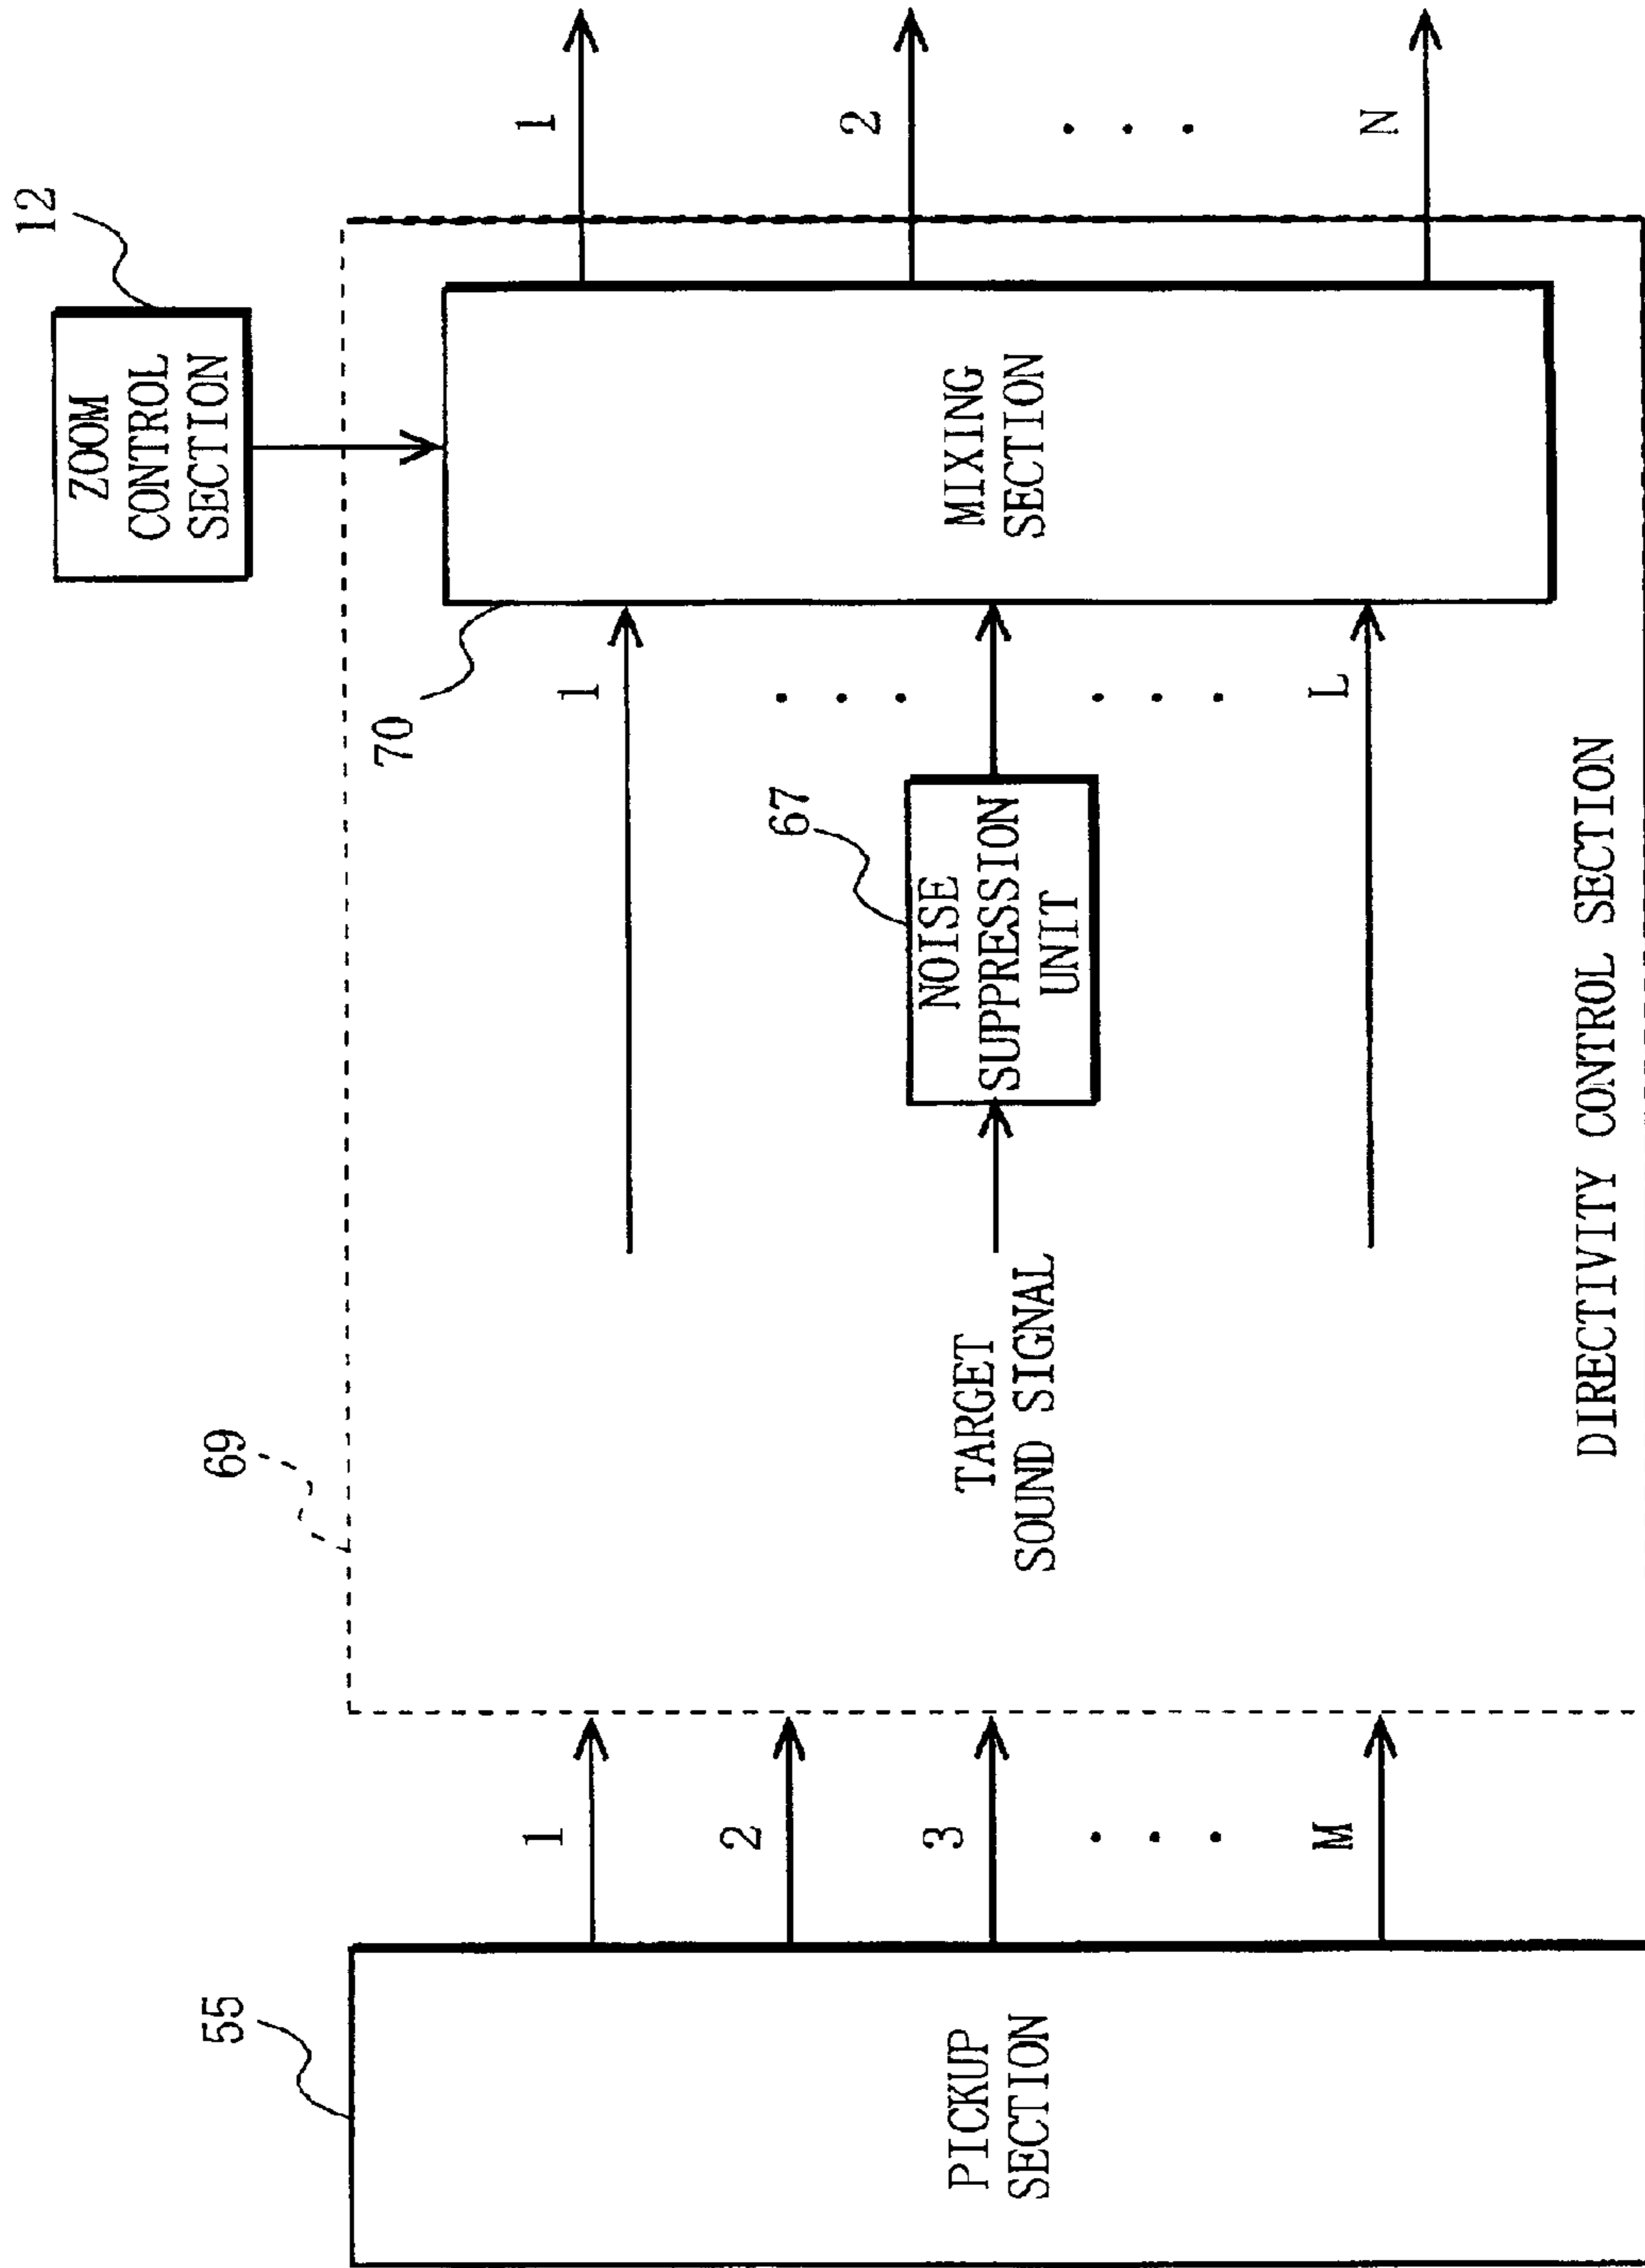 12
ZOOM
CONTROL
SECTION
69
55
1
2
3
. . .
M
PICKUP
SECTION
70
1
. . .
. . .
L
67
NOISE
SUPPRESSION
UNIT
TARGET
SOUND SIGNAL
MIXING
SECTION
1
2
. . .
N
DIRECTIVITY CONTROL SECTION